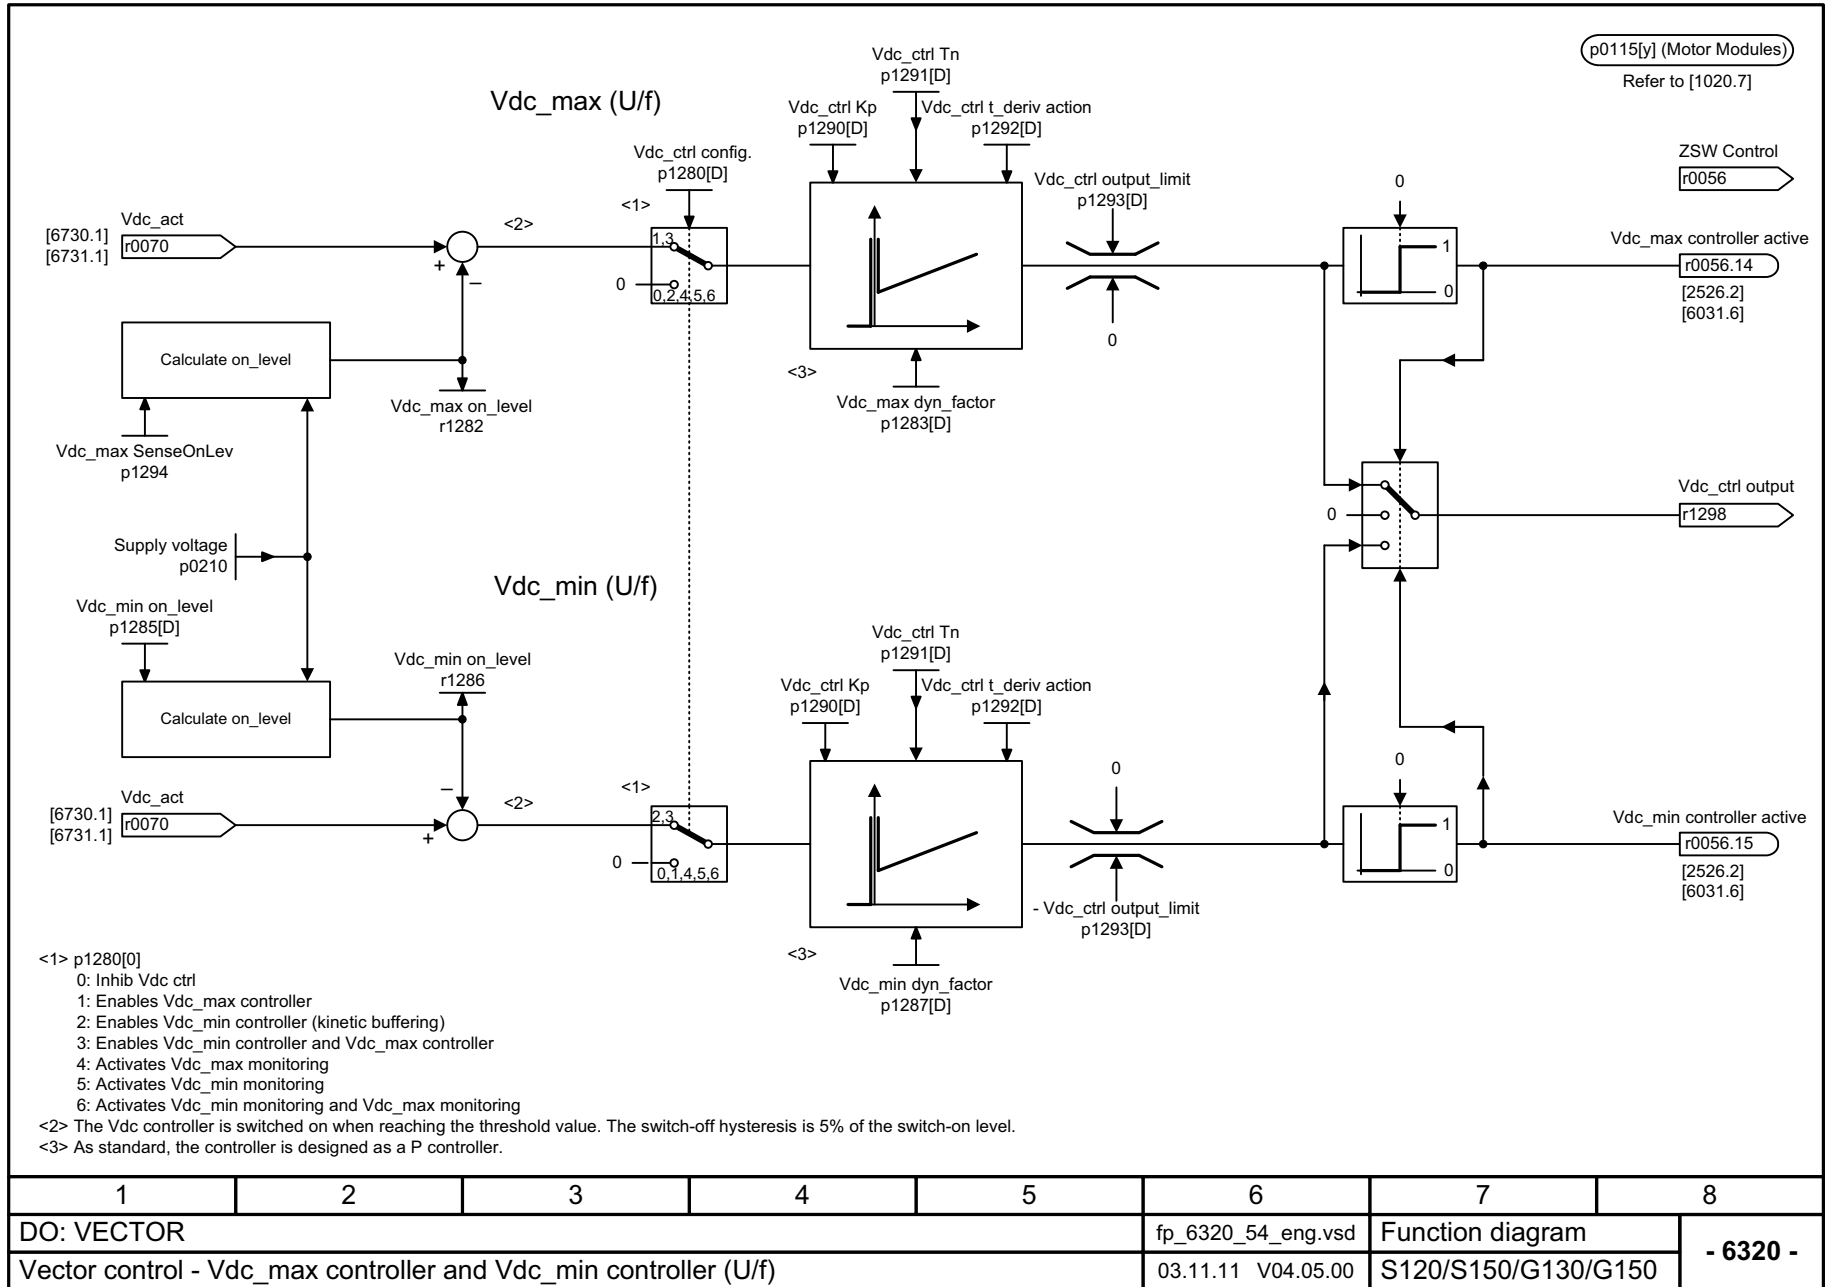 p0115[y] (Motor Modules)
Refer to [1020.7]
Vdc_max (U/f)
Vdc_ctrl Tn
p1291[D]
Vdc_ctrl Kp
p1290[D]
Vdc_ctrl t_deriv action
p1292[D]
Vdc_ctrl config.
p1280[D]
Vdc_ctrl output_limit
p1293[D]
ZSW Control
r0056
<1>
<2>
0
[6730.1]
[6731.1]
Vdc_act
r0070
+
–
1,3
0
0,2,4,5,6
0
1
0
Vdc_max controller active
r0056.14
[2526.2]
[6031.6]
Calculate on_level
<3>
Vdc_max on_level
r1282
Vdc_max dyn_factor
p1283[D]
Vdc_max SenseOnLev
p1294
Vdc_ctrl output
r1298
0
Supply voltage
p0210
Vdc_min (U/f)
Vdc_min on_level
p1285[D]
Vdc_min on_level
r1286
Vdc_ctrl Tn
p1291[D]
Vdc_ctrl Kp
p1290[D]
Vdc_ctrl t_deriv action
p1292[D]
Calculate on_level
0
0
<1>
<2>
[6730.1]
[6731.1]
Vdc_act
r0070
–
+
2,3
0
0,1,4,5,6
1
0
Vdc_min controller active
r0056.15
[2526.2]
[6031.6]
- Vdc_ctrl output_limit
p1293[D]
<3>
Vdc_min dyn_factor
p1287[D]
<1> p1280[0]
0: Inhib Vdc ctrl
1: Enables Vdc_max controller
2: Enables Vdc_min controller (kinetic buffering)
3: Enables Vdc_min controller and Vdc_max controller
4: Activates Vdc_max monitoring
5: Activates Vdc_min monitoring
6: Activates Vdc_min monitoring and Vdc_max monitoring
<2> The Vdc controller is switched on when reaching the threshold value. The switch-off hysteresis is 5% of the switch-on level.
<3> As standard, the controller is designed as a P controller.
1 2 3 4 5 6 7 8
DO: VECTOR
fp_6320_54_eng.vsd
Function diagram
- 6320 -
Vector control - Vdc_max controller and Vdc_min controller (U/f)
03.11.11 V04.05.00
S120/S150/G130/G150